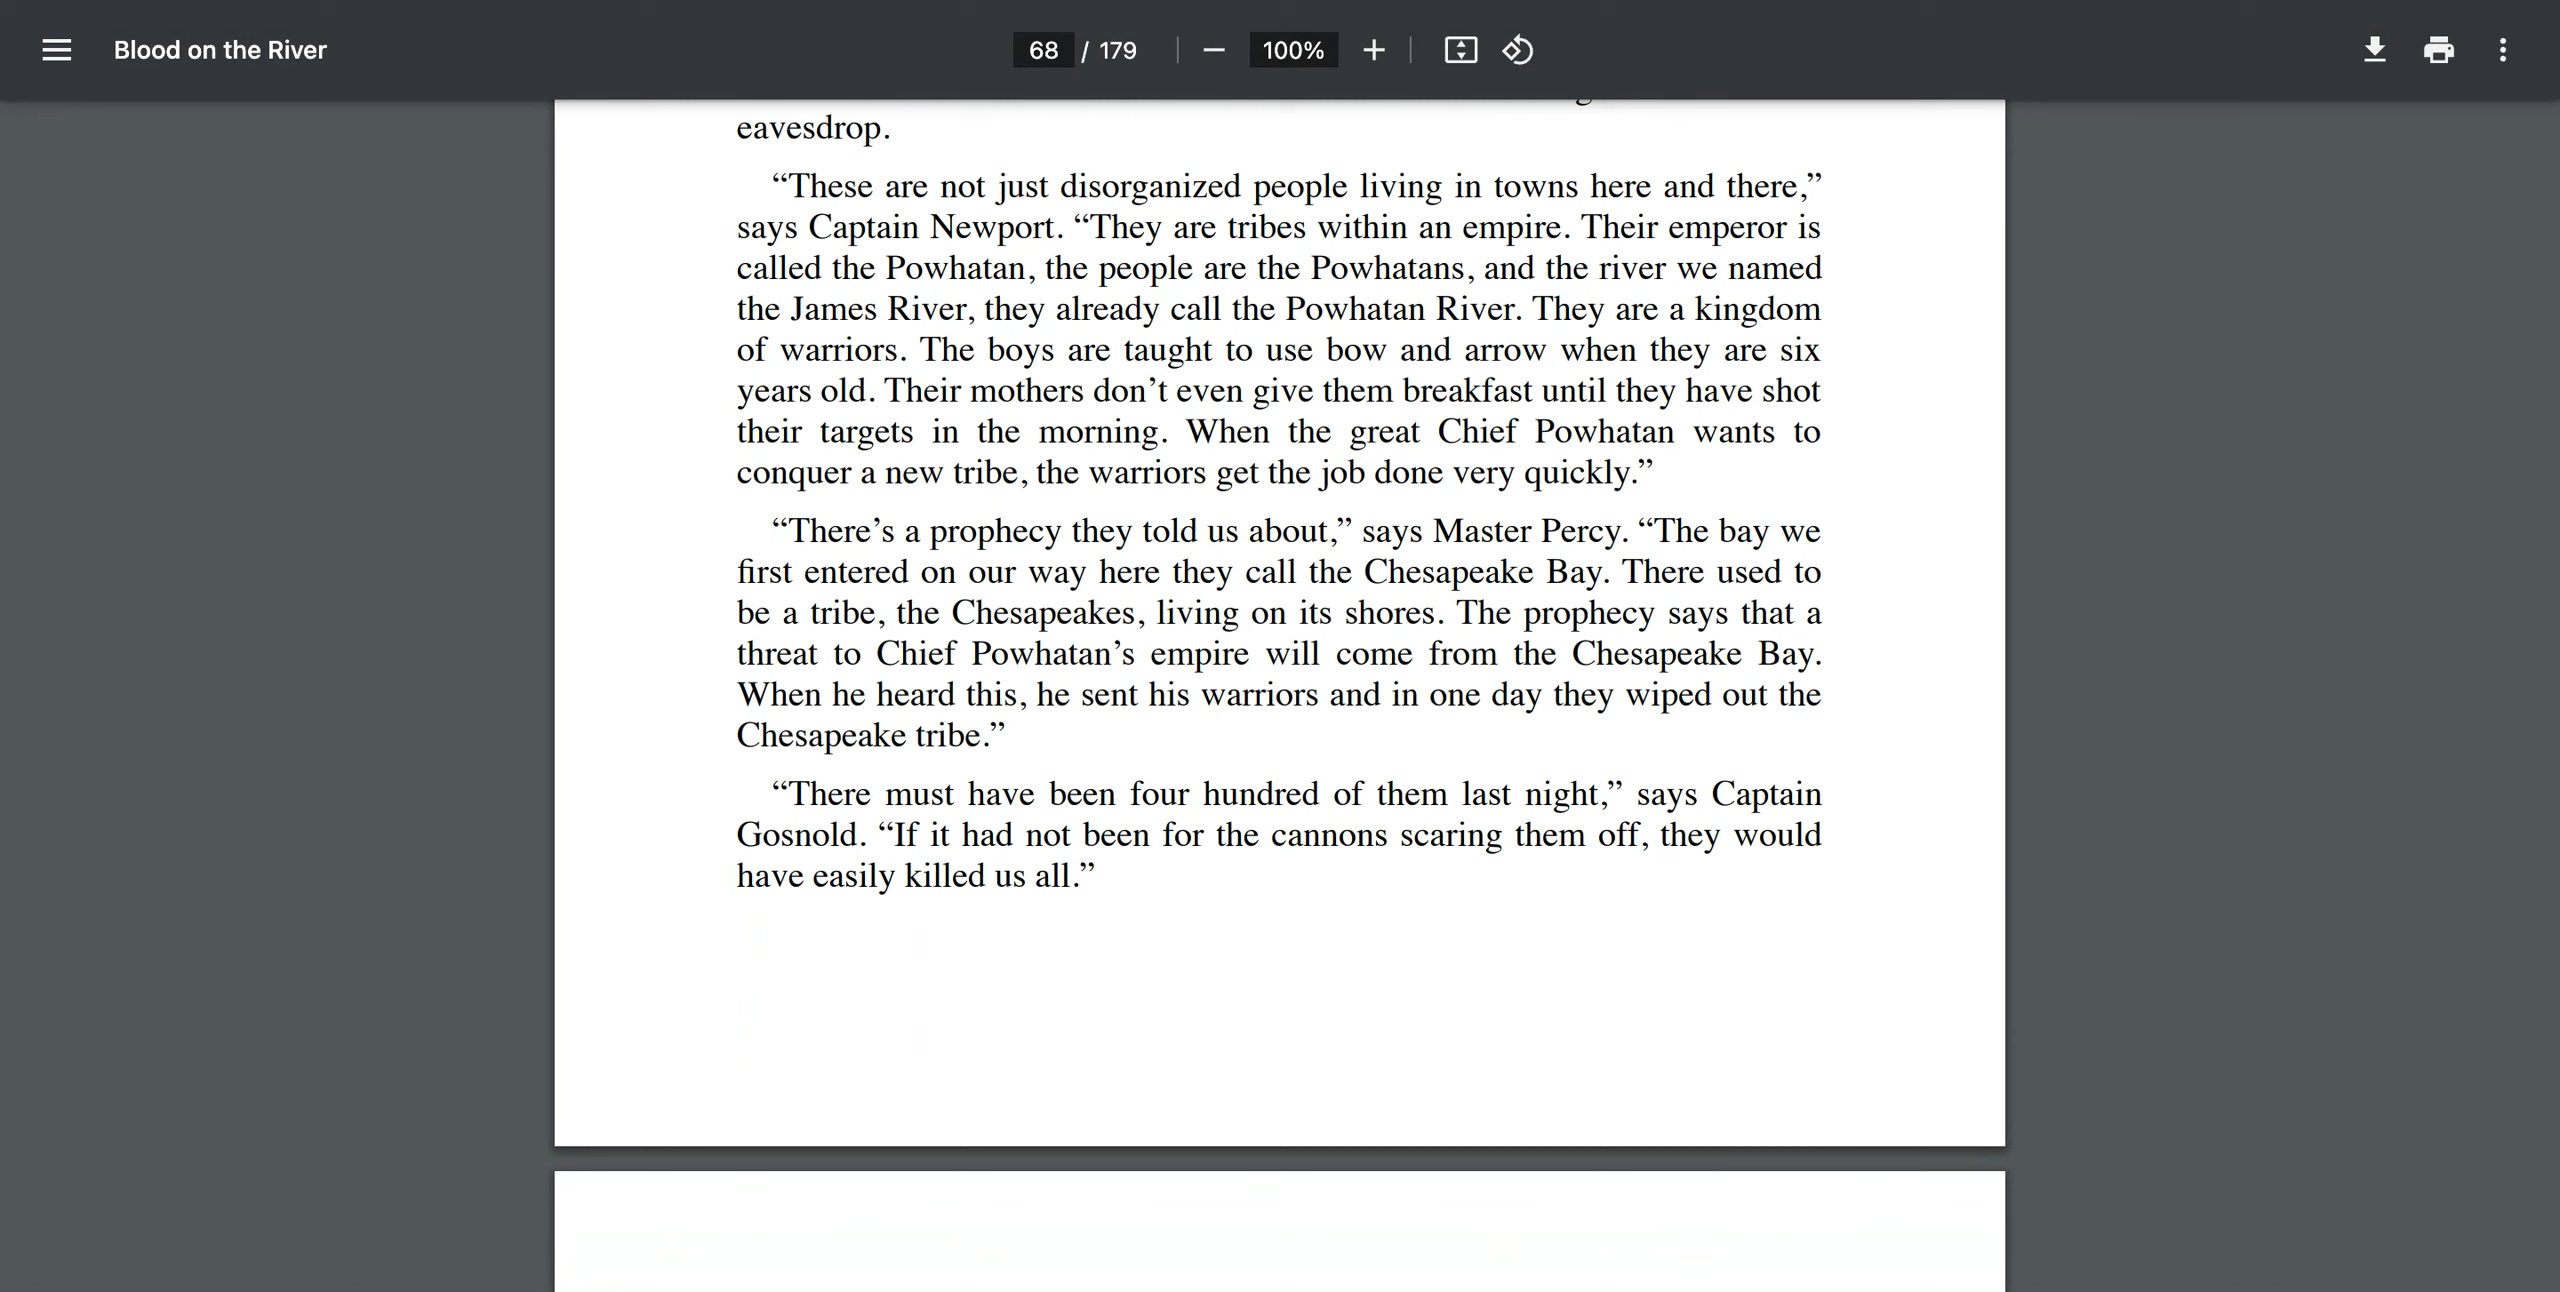 Blood on the River
68 / 179
100%
eavesdrop.
“These are not just disorganized people living in towns here and there,”
says Captain Newport. “They are tribes within an empire. Their emperor is
called the Powhatan, the people are the Powhatans, and the river we named
the James River, they already call the Powhatan River. They are a kingdom
of warriors. The boys are taught to use bow and arrow when they are six
years old. Their mothers don’t even give them breakfast until they have shot
their targets in the morning. When the great Chief Powhatan wants to
conquer a new tribe, the warriors get the job done very quickly.”
“There’s a prophecy they told us about,” says Master Percy. “The bay we
first entered on our way here they call the Chesapeake Bay. There used to
be a tribe, the Chesapeakes, living on its shores. The prophecy says that a
threat to Chief Powhatan’s empire will come from the Chesapeake Bay.
When he heard this, he sent his warriors and in one day they wiped out the
Chesapeake tribe.”
“There must have been four hundred of them last night,” says Captain
Gosnold. “If it had not been for the cannons scaring them off, they would
have easily killed us all.”